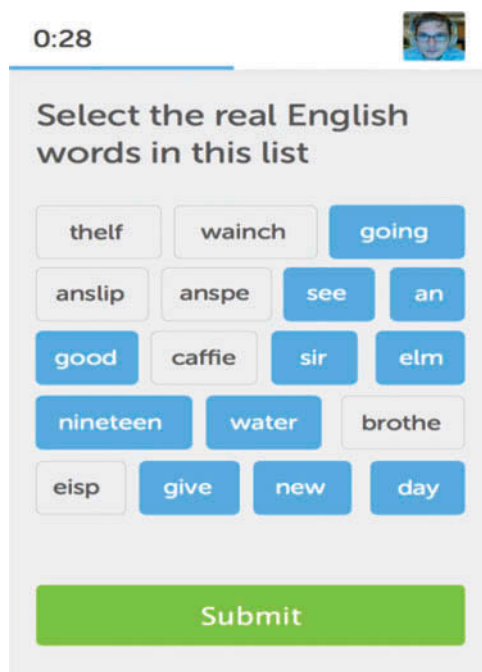 0:28
Select the real English
words in this list
thelf wainch going
anslip anspe see an
good caffie sir elm
nineteen water brothe
eisp give new day
Submit